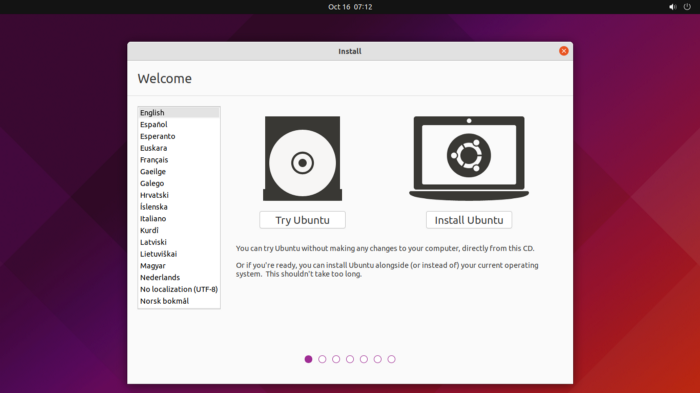 Oct 16 07:12
Install
Welcome
English
Español
Esperanto
Euskara
Français
Gaeilge
Galego
Hrvatski
Íslenska
Italiano
Kurdî
Latviski
Lietuviškai
Magyar
Nederlands
No localization (UTF-8)
Norsk bokmål
Try Ubuntu
Install Ubuntu
You can try Ubuntu without making any changes to your computer, directly from this CD.
Or if you're ready, you can install Ubuntu alongside (or instead of) your current operating
system. This shouldn't take too long.